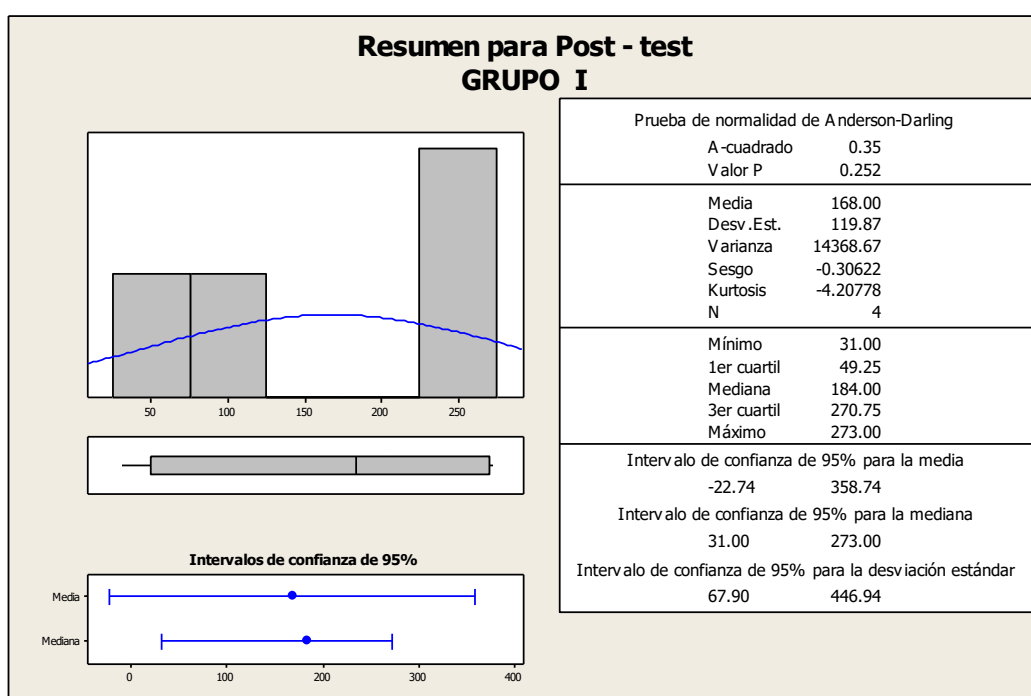 Resumen para Post - test
GRUPO I
50 100 150 200 250
Intervalos de confianza de 95%
Media
Mediana
0 100 200 300 400
Prueba de normalidad de Anderson-Darling
A-cuadrado 0.35
Valor P 0.252
Media 168.00
Desv.Est. 119.87
Varianza 14368.67
Sesgo -0.30622
Kurtosis -4.20778
N 4
Mínimo 31.00
1er cuartil 49.25
Mediana 184.00
3er cuartil 270.75
Máximo 273.00
Intervalo de confianza de 95% para la media
-22.74 358.74
Intervalo de confianza de 95% para la mediana
31.00 273.00
Intervalo de confianza de 95% para la desviación estándar
67.90 446.94